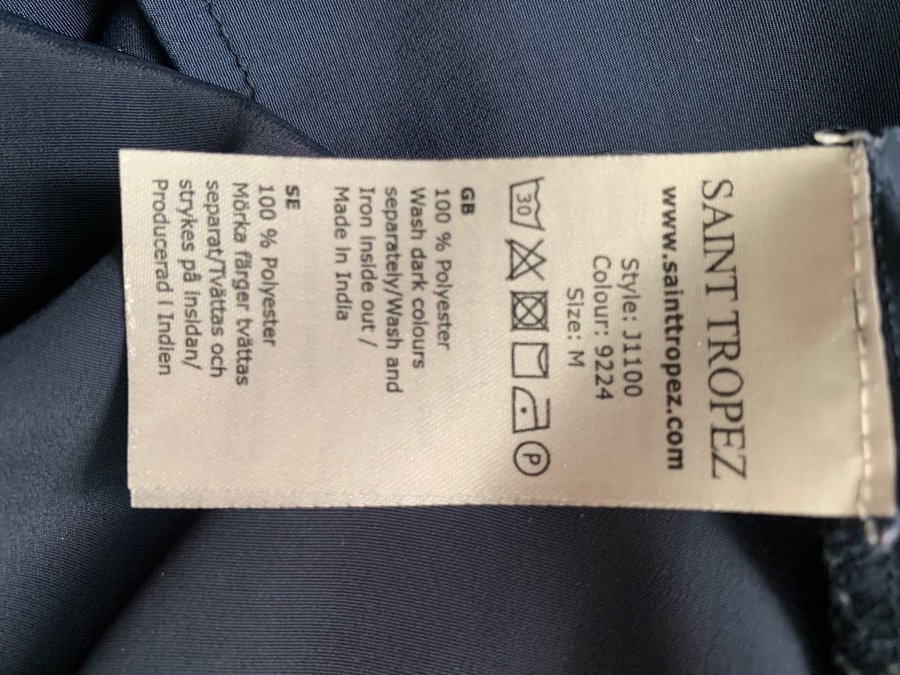 SAINT TROPEZ
www.sainttropez.com
Style: J1100
Colour: 9224
Size: M
30 P
GB
100 % Polyester
Wash dark colours
separately/Wash and
Iron inside out /
Made In India
SE
100 % Polyester
Mörka färger tvättas
separat/Tvättas och
strykes på insidan/
Producerad i Indien